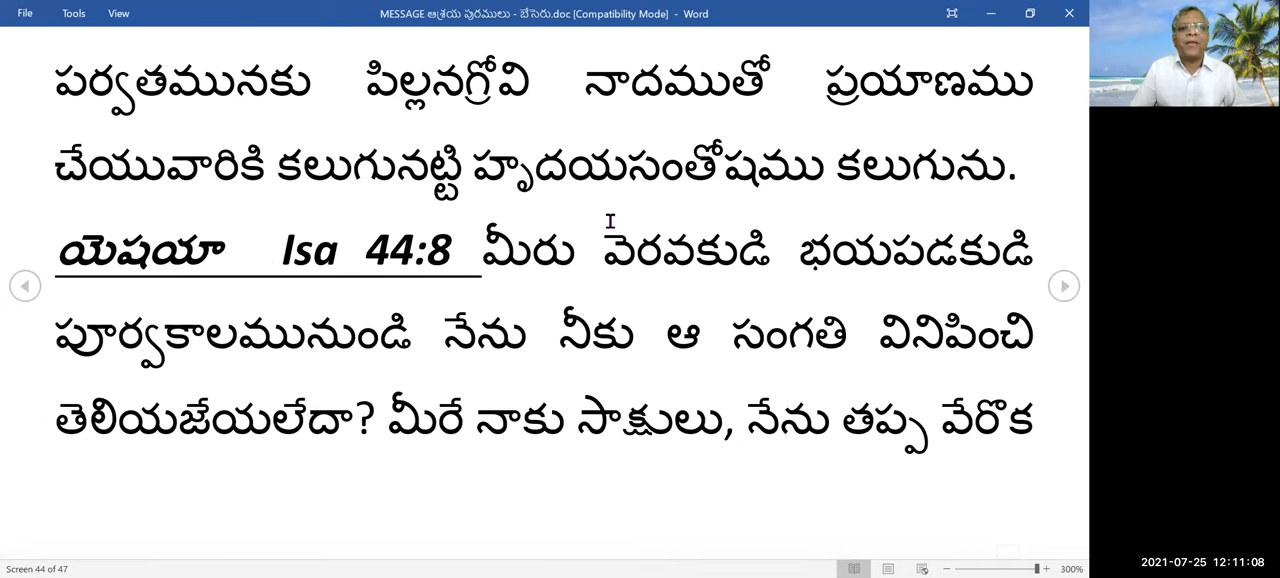 File Tools View MESSAGE ఆశ్రయ పురములు - బేసెరు.doc [Compatibility Mode] - Word
పర్వతమునకు పిల్లనగ్రోవి నాదముతో ప్రయాణము
చేయువారికి కలుగునట్టి హృదయసంతోషము కలుగును.
యెషయా Isa 44:8 మీరు వెరవకుడి భయపడకుడి
పూర్వకాలమునుండి నేను నీకు ఆ సంగతి వినిపించి
తెలియజేయలేదా? మీరే నాకు సాక్షులు, నేను తప్ప వేరొక
Screen 44 of 47 300%
2021-07-25 12:11:08